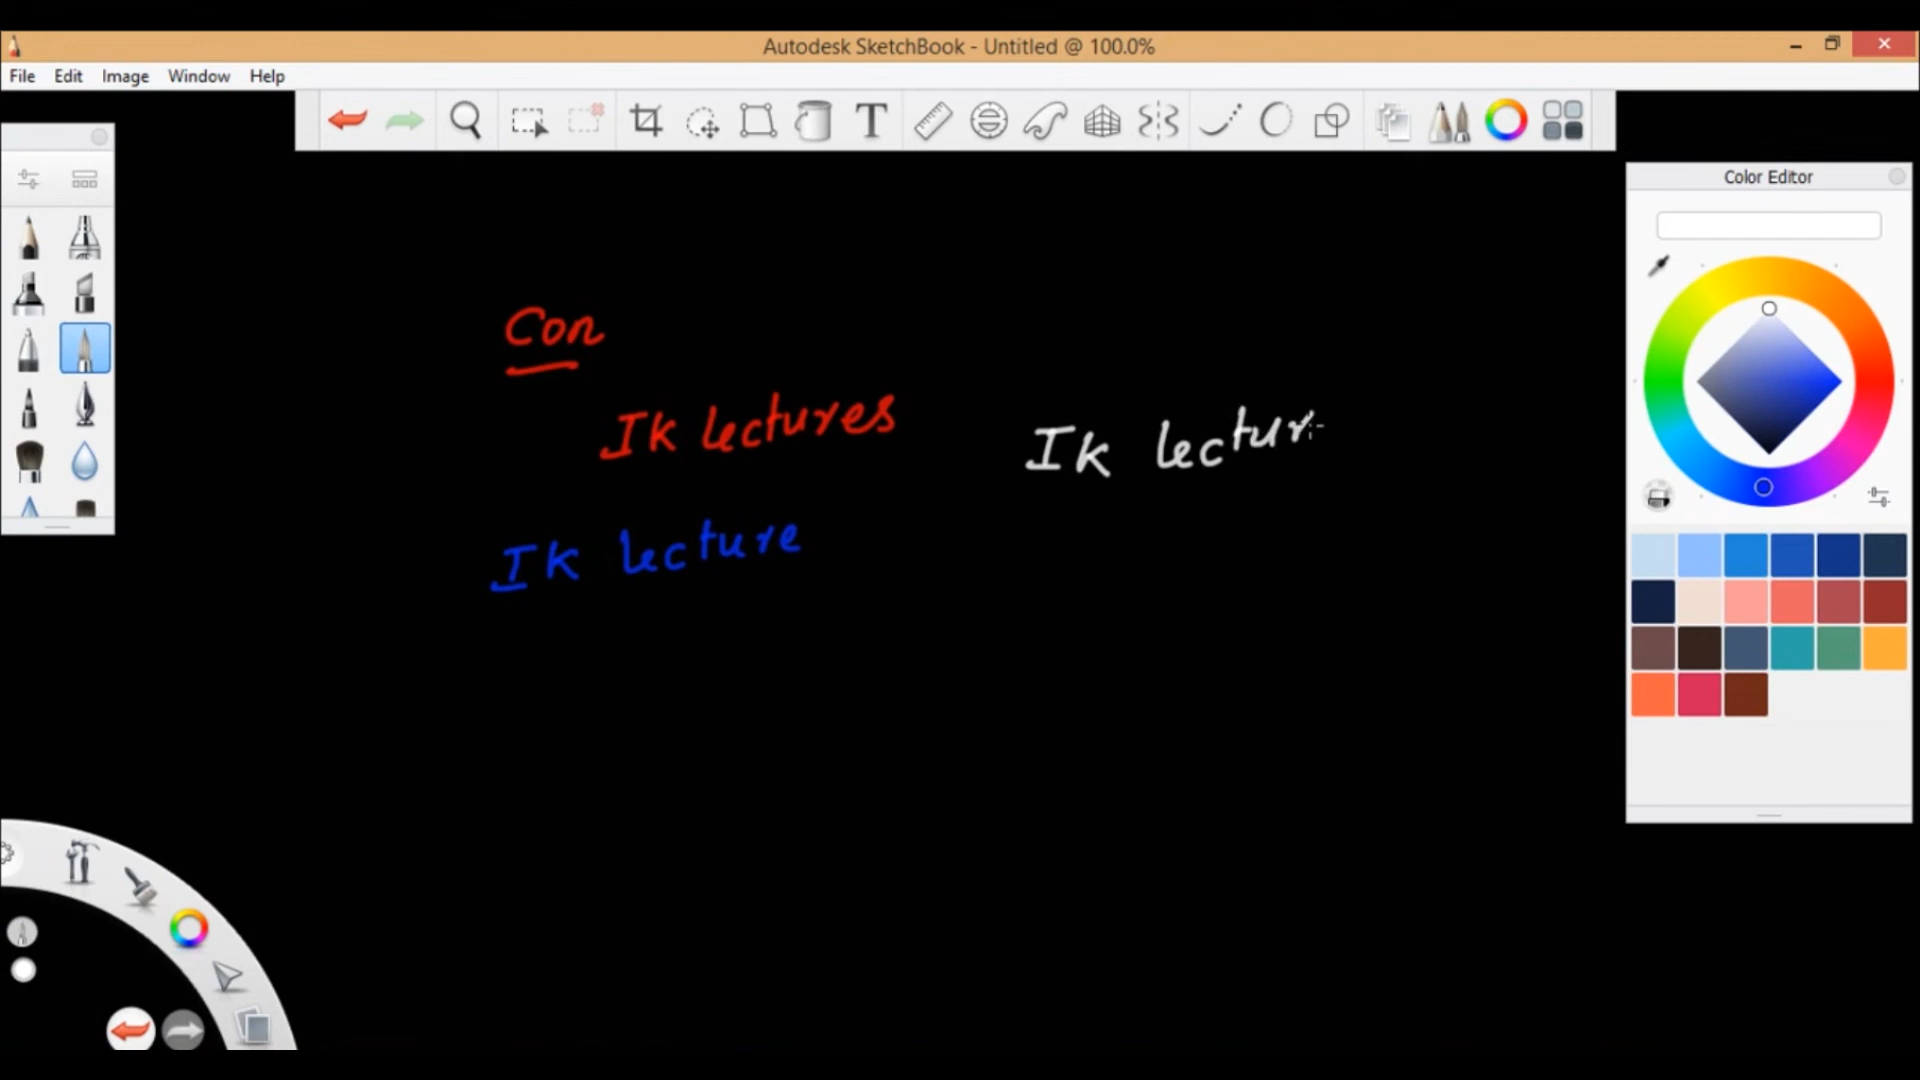 Autodesk SketchBook - Untitled @ 100.0%
File Edit Image Window Help
T
Color Editor
Con
Ik lectures
Ik lectur
Ik lecture